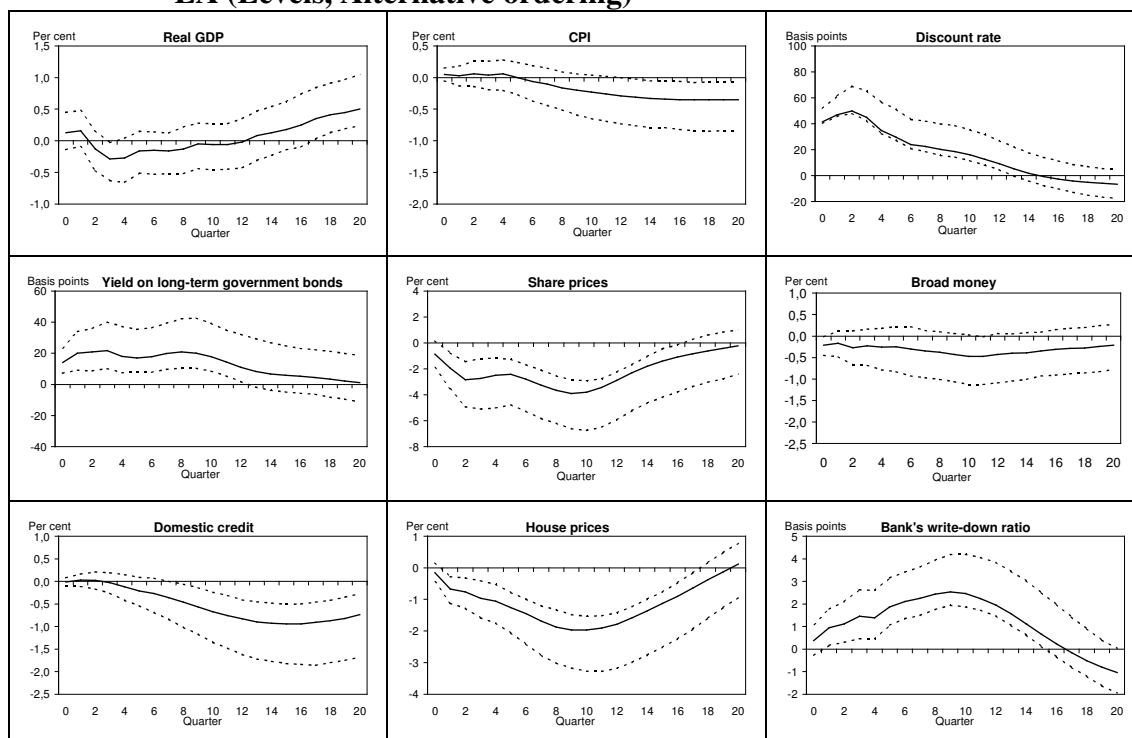 EA (Levels, Alternative ordering)
Per cent Real GDP
1,5
1,0
0,5
0,0
-0,5
-1,0
0 2 4 6 8 10 12 14 16 18 20
Quarter
Per cent CPI
0,5
0,0
-0,5
-1,0
-1,5
-2,0
0 2 4 6 8 10 12 14 16 18 20
Quarter
Basis points Discount rate
100
80
60
40
20
0
-20
0 2 4 6 8 10 12 14 16 18 20
Quarter
Basis points Yield on long-term government bonds
60
40
20
0
-20
-40
0 2 4 6 8 10 12 14 16 18 20
Quarter
Per cent Share prices
4
2
0
-2
-4
-6
-8
0 2 4 6 8 10 12 14 16 18 20
Quarter
Per cent Broad money
1,0
0,5
0,0
-0,5
-1,0
-1,5
-2,0
-2,5
0 2 4 6 8 10 12 14 16 18 20
Quarter
Per cent Domestic credit
1,0
0,5
0,0
-0,5
-1,0
-1,5
-2,0
-2,5
0 2 4 6 8 10 12 14 16 18 20
Quarter
Per cent House prices
1
0
-1
-2
-3
-4
0 2 4 6 8 10 12 14 16 18 20
Quarter
Basis points Bank's write-down ratio
5
4
3
2
1
0
-1
-2
0 2 4 6 8 10 12 14 16 18 20
Quarter